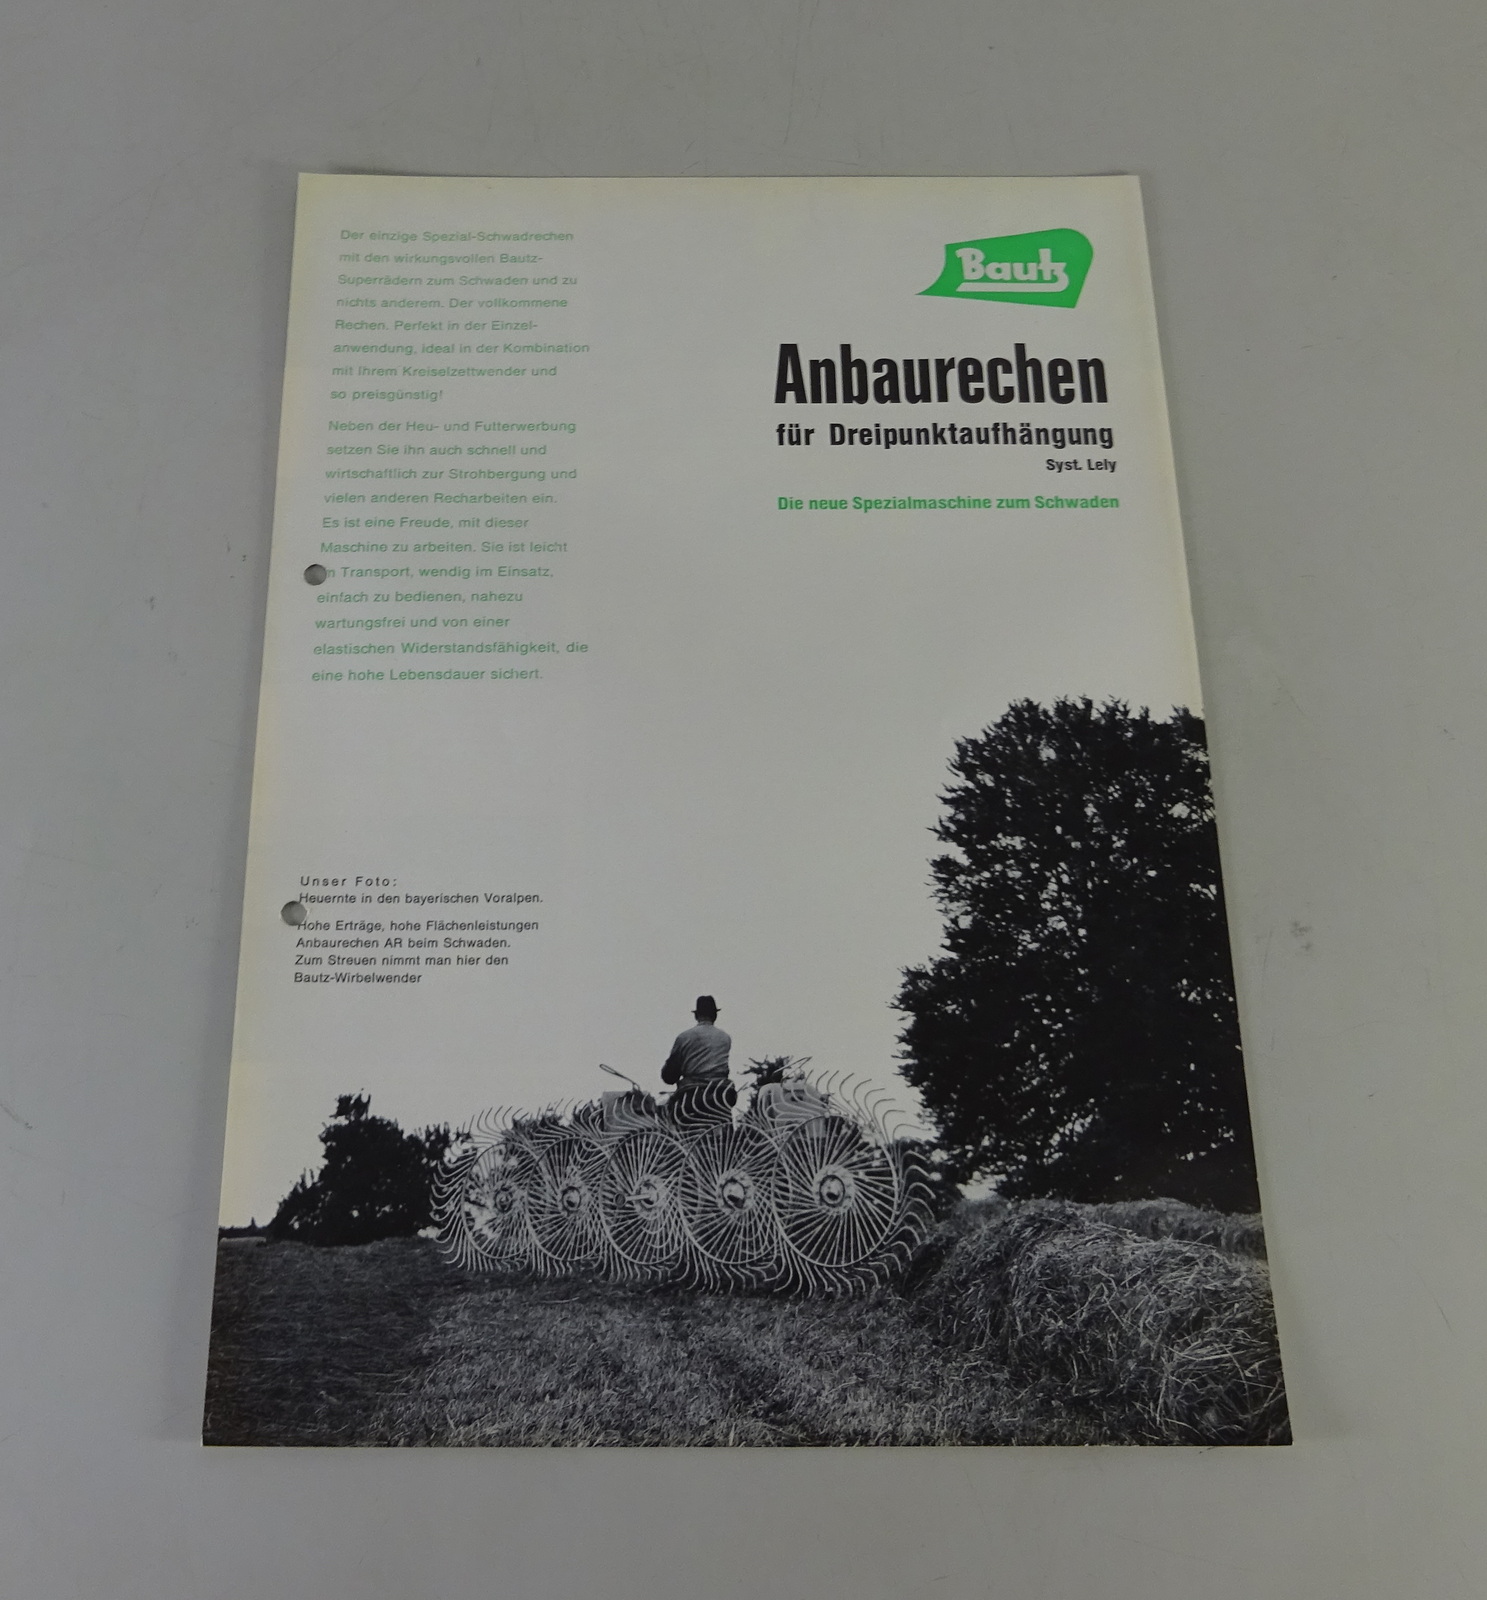 Der einzige Spezial-Schwadrechen
mit den wirkungsvollen Bautz-
Superrädern zum Schwaden und zu
nichts anderem. Der vollkommene
Rechen. Perfekt in der Einzel-
anwendung, ideal in der Kombination
mit Ihrem Kreiselzettwender und
so preisgünstig!
Neben der Heu- und Futterwerbung
setzen Sie ihn auch schnell und
wirtschaftlich zur Strohbergung und
vielen anderen Recharbeiten ein.
Es ist eine Freude, mit dieser
Maschine zu arbeiten. Sie ist leicht
Transport, wendig im Einsatz,
einfach zu bedienen, nahezu
wartungsfrei und von einer
elastischen Widerstandsfähigkeit, die
eine hohe Lebensdauer sichert.
Bautz
Anbaurechen
für Dreipunktaufhängung
Syst. Lely
Die neue Spezialmaschine zum Schwaden
Unser Foto:
Heuernte in den bayerischen Voralpen.
Hohe Erträge, hohe Flächenleistungen
Anbaurechen AR beim Schwaden.
Zum Streuen nimmt man hier den
Bautz-Wirbelwender